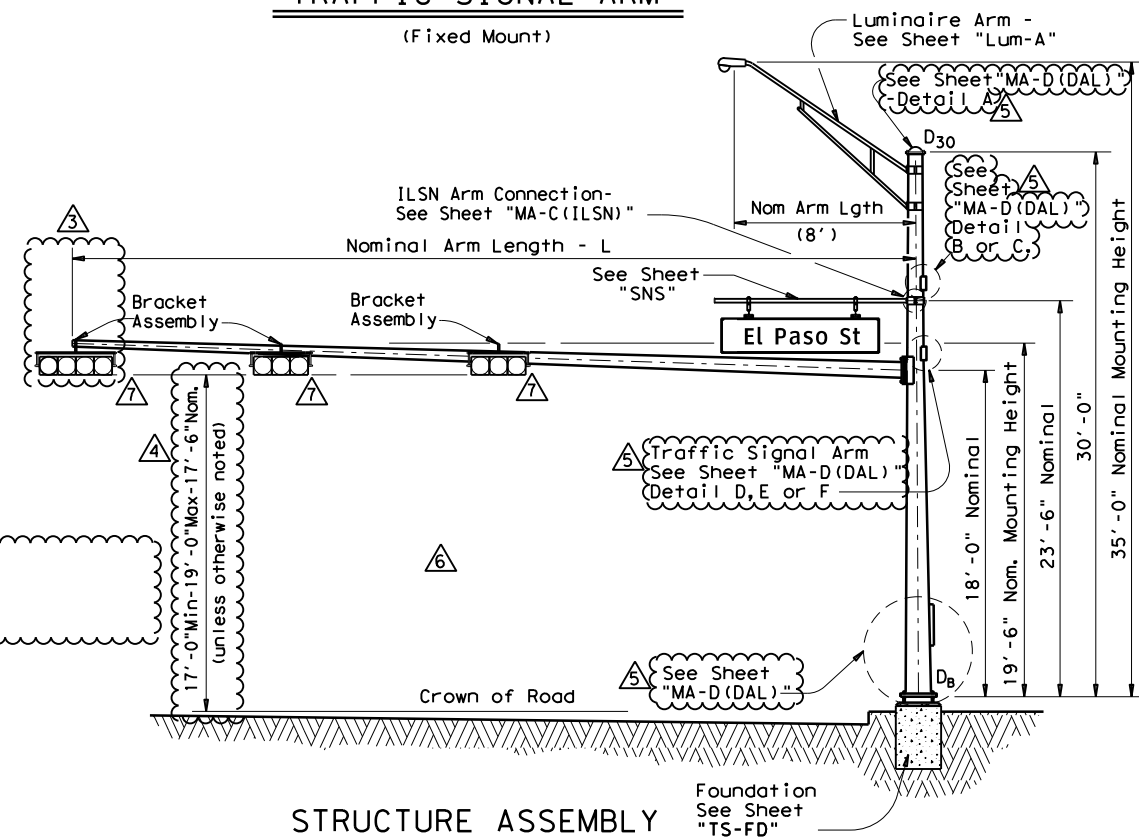 TRAFFIC SIGNAL ARM
(Fixed Mount)
Luminaire Arm -
See Sheet "Lum-A"
See Sheet "MA-D(DAL)"
-Detail A
5
D30
See
Sheet
"MA-D(DAL)"
Detail
B or C.
5
ILSN Arm Connection-
See Sheet "MA-C(ILSN)"
Nom Arm Lgth
(8')
3
Nominal Arm Length - L
See Sheet
"SNS"
Bracket
Assembly
Bracket
Assembly
El Paso St
7
7
7
4
17'-0"Min-19'-0"Max-17'-6"Nom.
(unless otherwise noted)
5
Traffic Signal Arm
See Sheet "MA-D(DAL)"
Detail D,E or F
6
18'-0" Nominal
19'-6" Nom. Mounting Height
23'-6" Nominal
30'-0"
35'-0" Nominal Mounting Height
5
See Sheet
"MA-D(DAL)"
DB
Crown of Road
Foundation
See Sheet
"TS-FD"
STRUCTURE ASSEMBLY